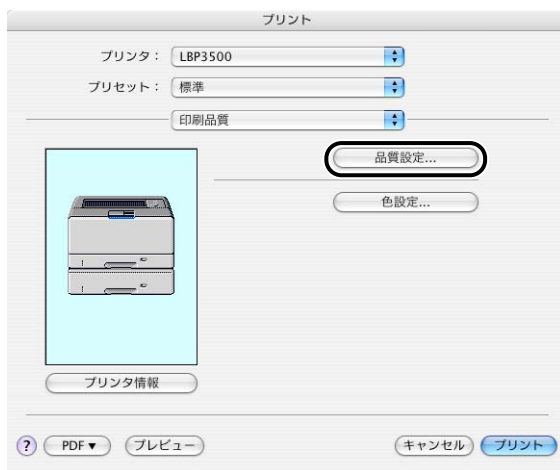 プリント
プリンタ： LBP3500
プリセット： 標準
印刷品質
品質設定...
色設定...
プリンタ情報
? PDF▼ プレビュー キャンセル プリント